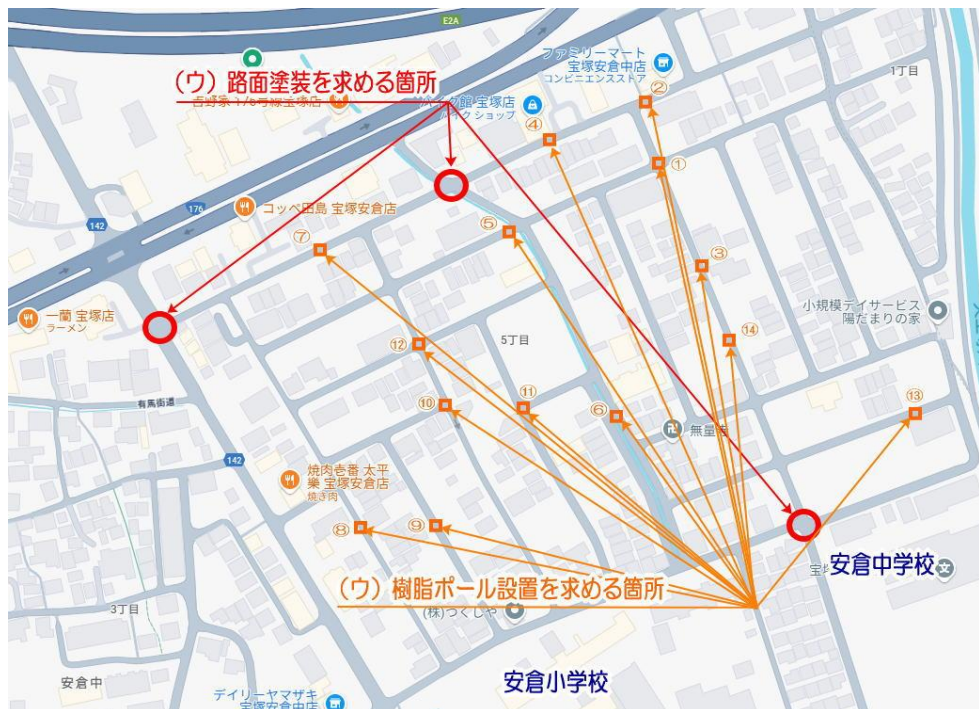 E2A
ファミリーマート
宝塚安倉中店
コンビニエンスストア
1丁目
(ウ) 路面塗装を求める箇所
バイク館 宝塚店
バイク ショップ
②
④
①
176
コッペ田島 宝塚安倉店
142
⑦
⑤
③
一蘭 宝塚店
ラーメン
小規模デイサービス
陽だまりの家
⑭
⑫
5丁目
有馬街道
⑩
⑪
⑥
⑬
無量寺
142
焼肉壱番 太平
樂 宝塚安倉店
焼き肉
⑧
⑨
安倉中学校
(ウ) 樹脂ポール設置を求める箇所
(株)つくしや
3丁目
安倉中
安倉小学校
デイリーヤマザキ
宝塚安倉中店